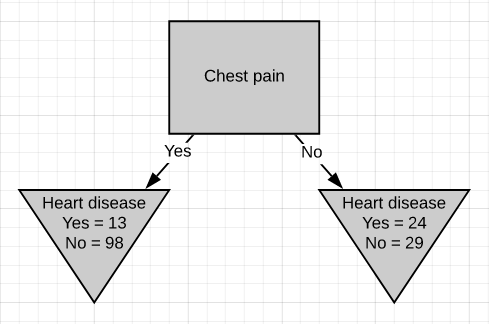 Chest pain
Yes
No
Heart disease
Yes = 13
No = 98
Heart disease
Yes = 24
No = 29